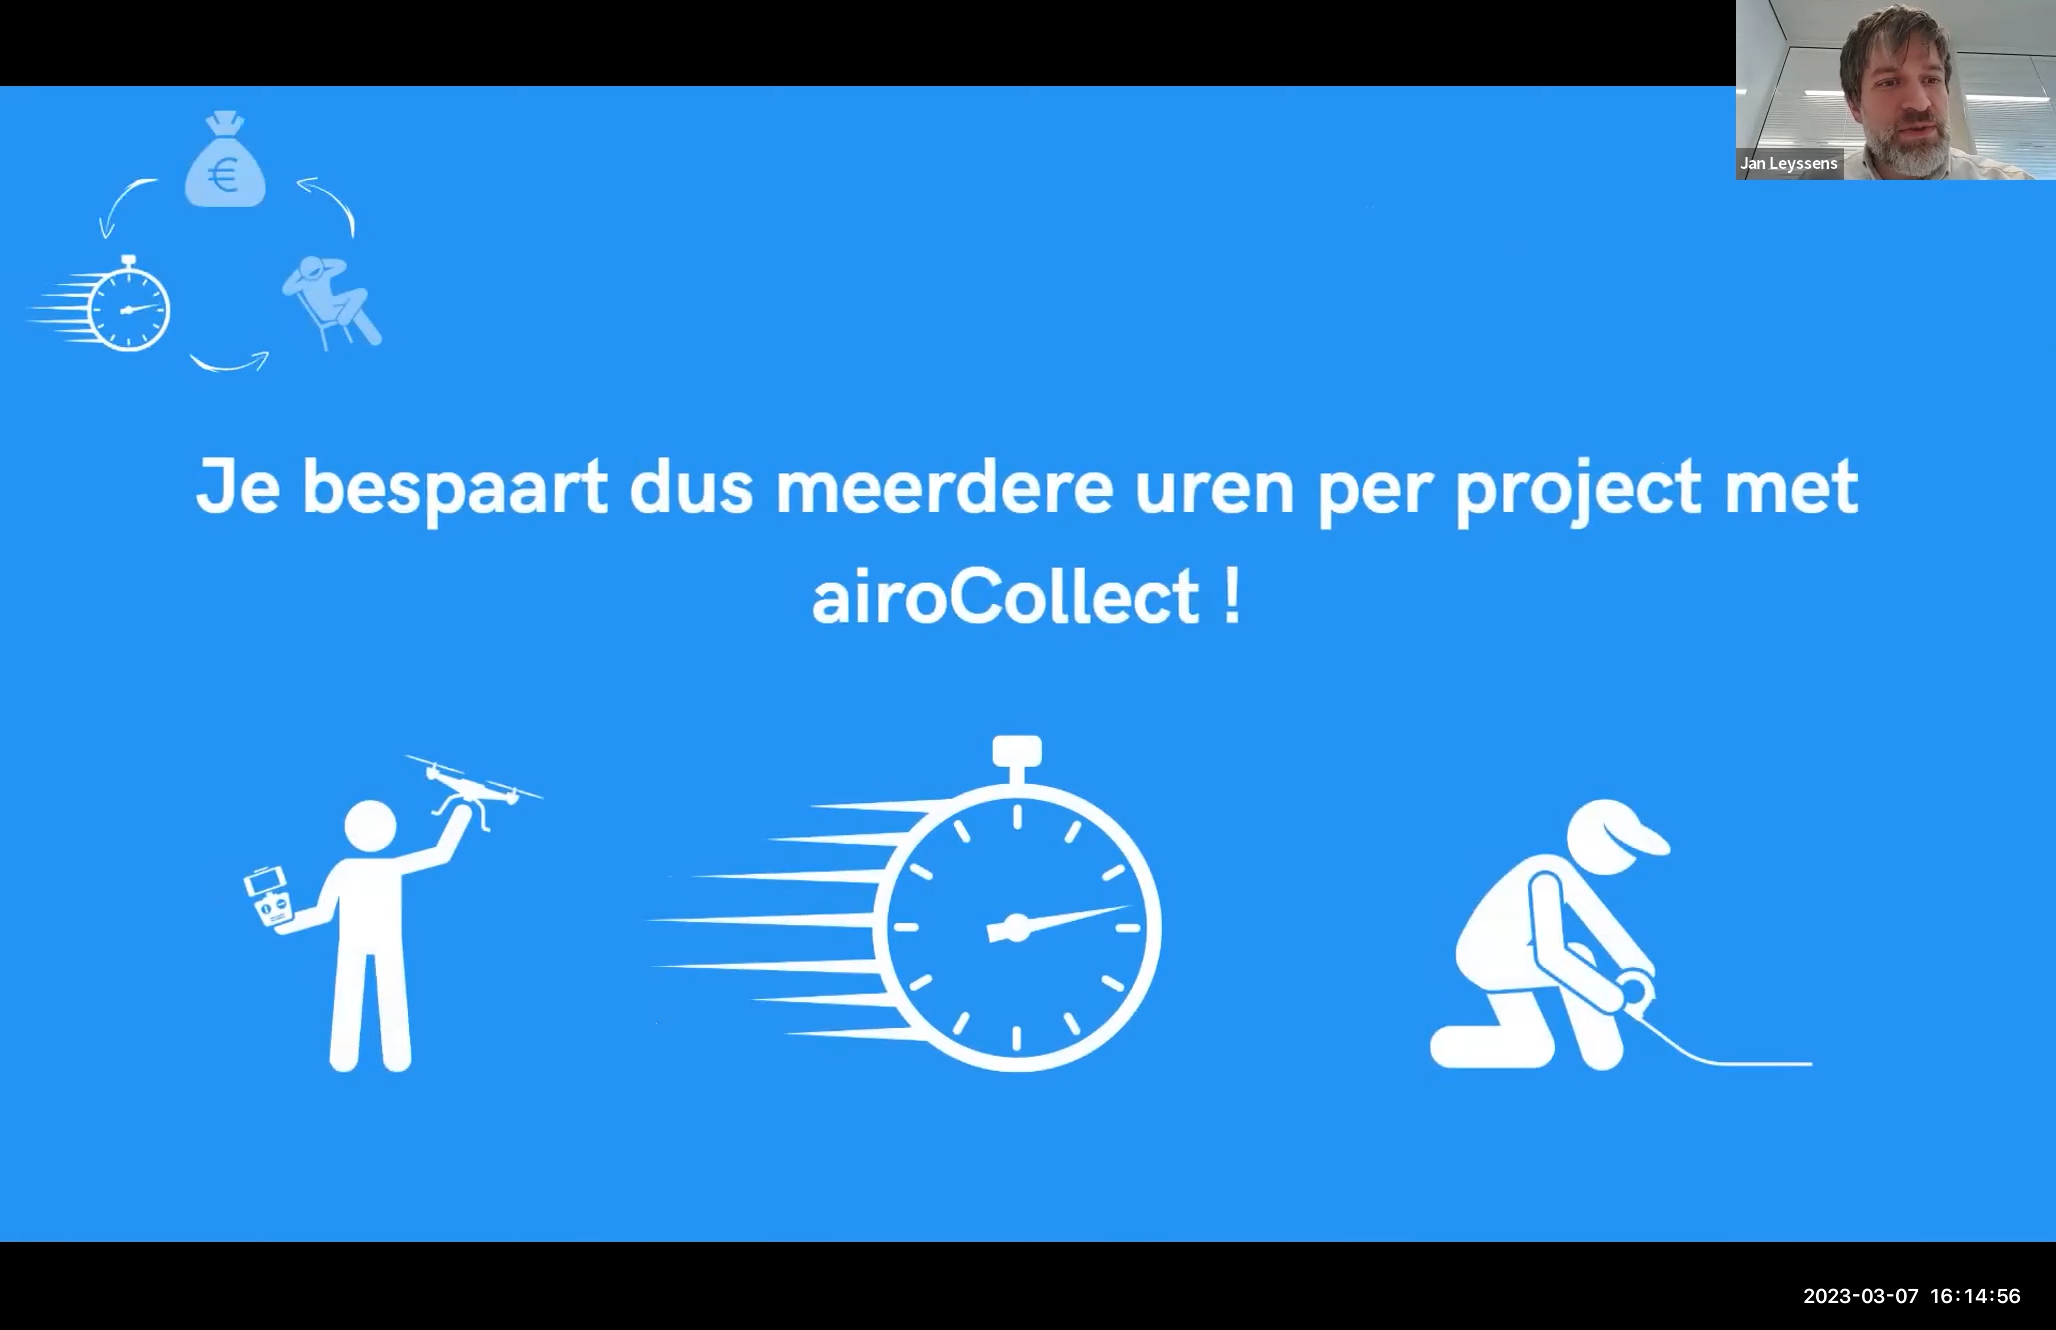 Jan Leyssens
€
Je bespaart dus meerdere uren per project met
airoCollect !
2023-03-07 16:14:56